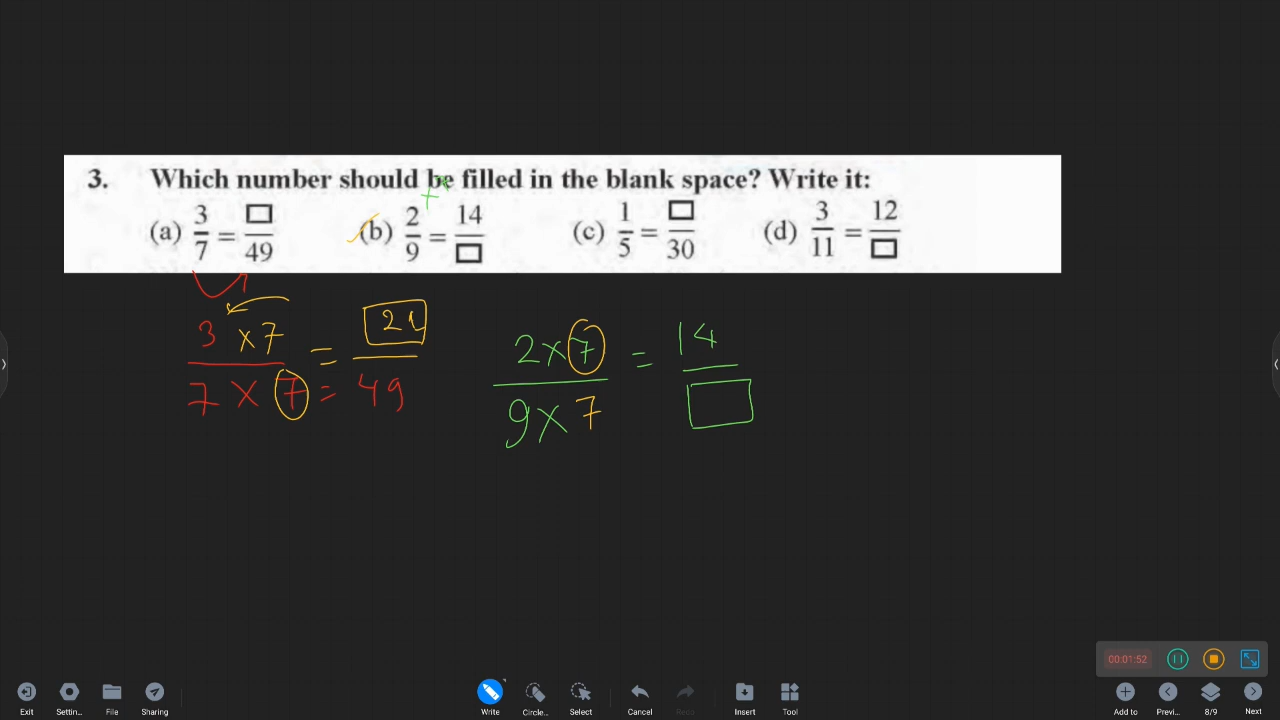 3. Which number should be filled in the blank space? Write it:
(a) 3/7 = □/49 (b) 2/9 = 14/□ (c) 1/5 = □/30 (d) 3/11 = 12/□
3 × 7 = 21
7 × 7 = 49
2 × 7 = 14
9 × 7 □
00:01:52
Exit Settin... File Sharing Write Circle... Select Cancel Redo Insert Tool Add to Previ... 8/9 Next